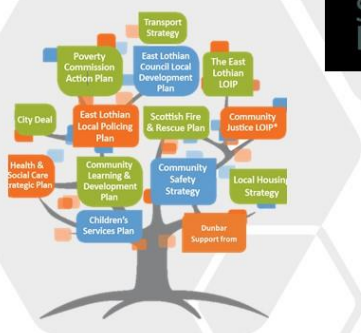 Transport
Strategy
Poverty
Commission
Action Plan
East Lothian
Council Local
Development
Plan
The East
Lothian
LOIP
City Deal
East Lothian
Local Policing
Plan
Scottish Fire
& Rescue Plan
Community
Justice LOIP*
Health &
Social Care
rategic Plan
Community
Learning &
Development
Plan
Community
Safety
Strategy
Local Housing
Strategy
Children's
Services Plan
Dunbar
Support from